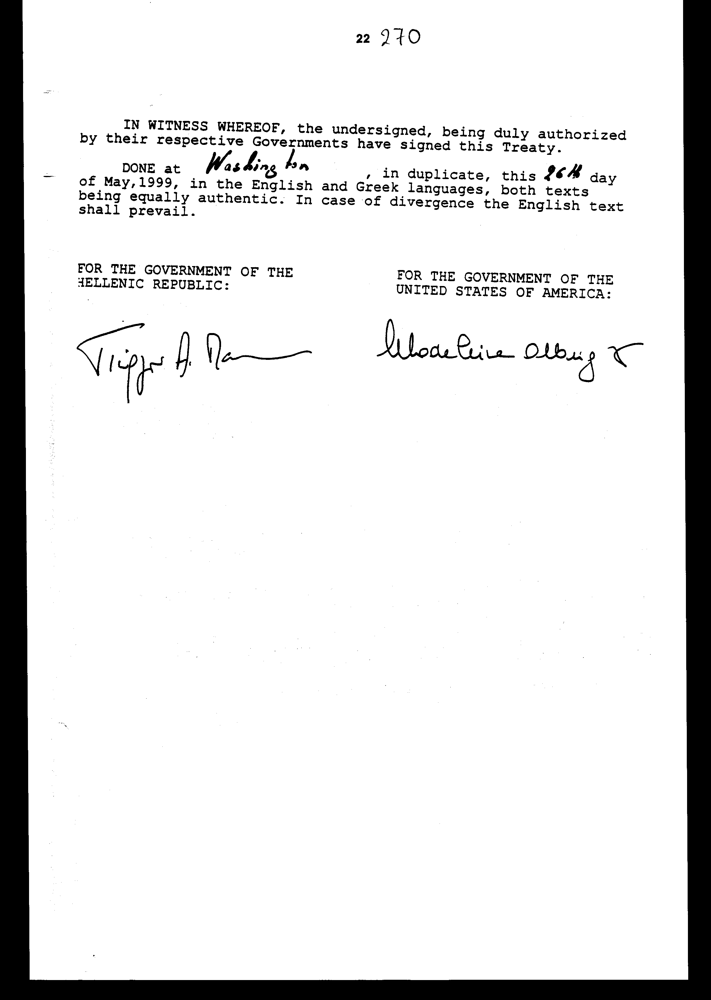 22 270
IN WITNESS WHEREOF, the undersigned, being duly authorized
by their respective Governments have signed this Treaty.
DONE at Washington , in duplicate, this 26th day
of May,1999, in the English and Greek languages, both texts
being equally authentic. In case of divergence the English text
shall prevail.
FOR THE GOVERNMENT OF THE
HELLENIC REPUBLIC:
FOR THE GOVERNMENT OF THE
UNITED STATES OF AMERICA:
Madeleine Albright